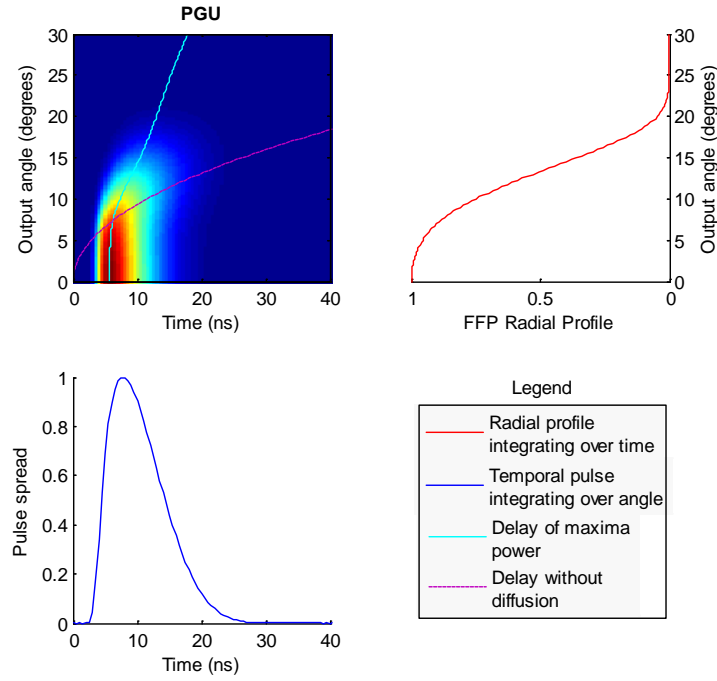 PGU
30
25
20
15
10
5
0
Output angle (degrees)
0 10 20 30 40
Time (ns)
30
25
20
15
10
5
0
Output angle (degrees)
1 0.5 0
FFP Radial Profile
1
0.8
0.6
0.4
0.2
0
Pulse spread
0 10 20 30 40
Time (ns)
Legend
Radial profile
integrating over time
Temporal pulse
integrating over angle
Delay of maxima
power
Delay without
diffusion